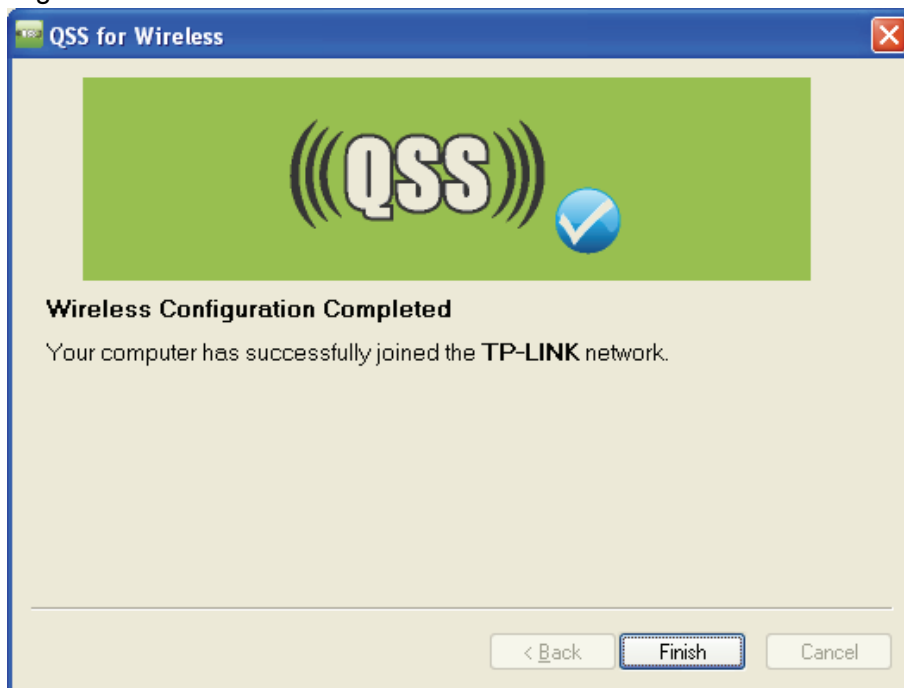 QSS for Wireless
(((QSS)))
Wireless Configuration Completed
Your computer has successfully joined the TP-LINK network.
< Back
Finish
Cancel